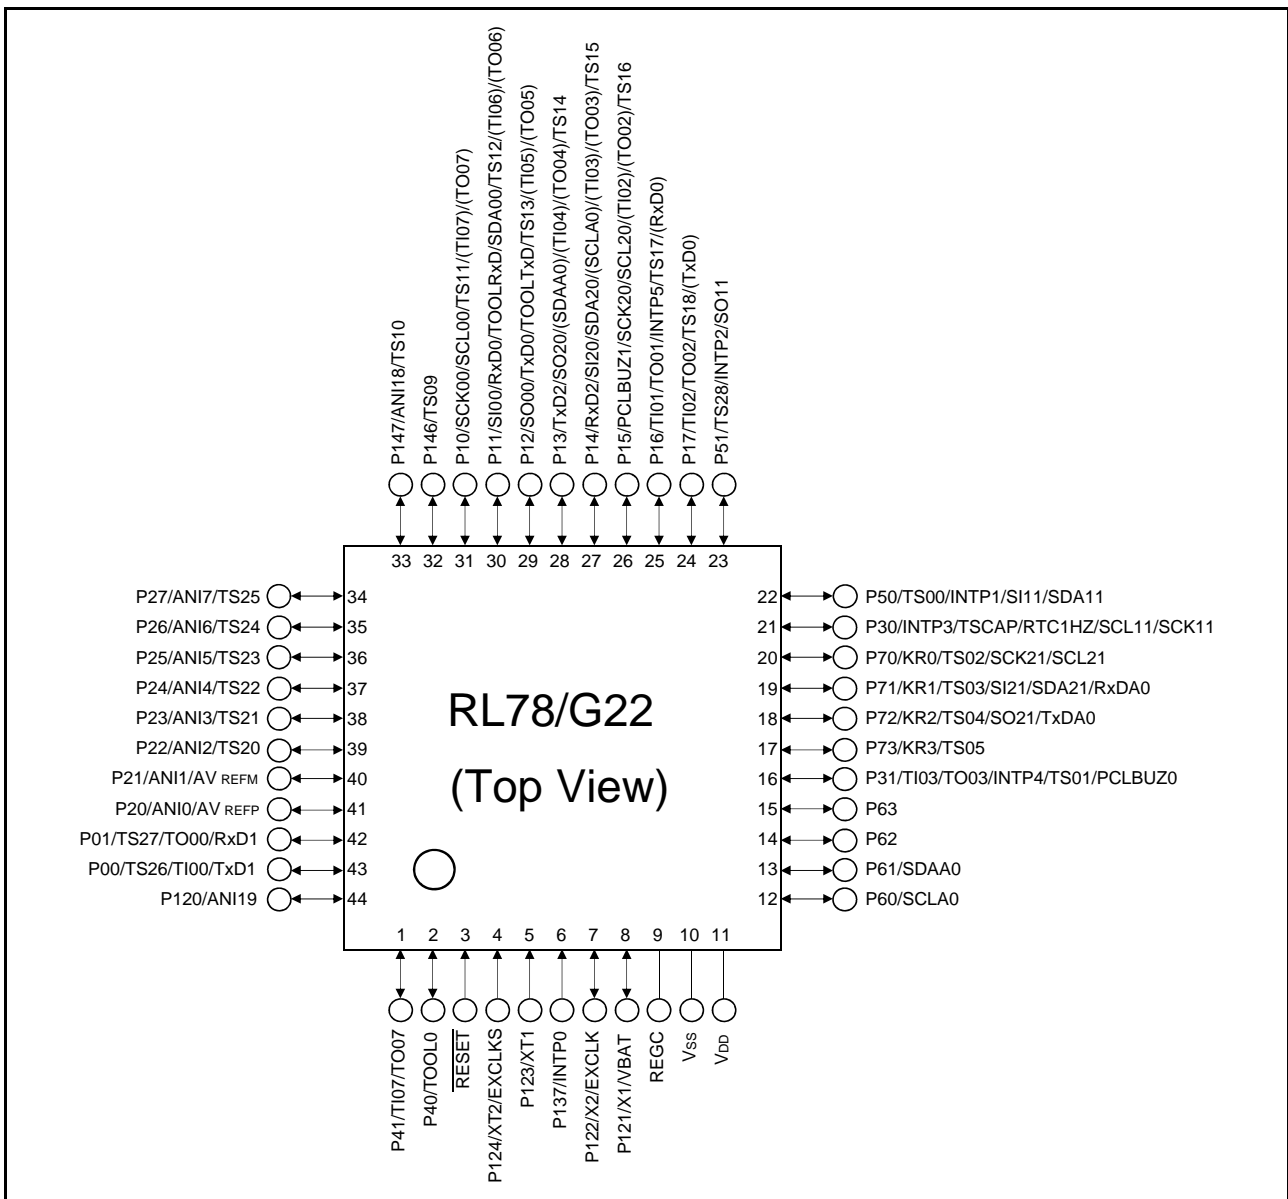 P147/ANI18/TS10
P146/TS09
P10/SCK00/SCL00/TS11/(TI07)/(TO07)
P11/SI00/RxD0/TOOLRxD/SDA00/TS12/(TI06)/(TO06)
P12/SO00/TxD0/TOOLTxD/TS13/(TI05)/(TO05)
P13/TxD2/SO20/(SDAA0)/(TI04)/(TO04)/TS14
P14/RxD2/SI20/SDA20/(SCLA0)/(TI03)/(TO03)/TS15
P15/PCLBUZ1/SCK20/SCL20/(TI02)/(TO02)/TS16
P16/TI01/TO01/INTP5/TS17/(RxD0)
P17/TI02/TO02/TS18/(TxD0)
P51/TS28/INTP2/SO11
33 32 31 30 29 28 27 26 25 24 23
P27/ANI7/TS25 34
P26/ANI6/TS24 35
P25/ANI5/TS23 36
P24/ANI4/TS22 37
P23/ANI3/TS21 38
P22/ANI2/TS20 39
P21/ANI1/AV REFM 40
P20/ANI0/AV REFP 41
P01/TS27/TO00/RxD1 42
P00/TS26/TI00/TxD1 43
P120/ANI19 44
RL78/G22
(Top View)
22 P50/TS00/INTP1/SI11/SDA11
21 P30/INTP3/TSCAP/RTC1HZ/SCL11/SCK11
20 P70/KR0/TS02/SCK21/SCL21
19 P71/KR1/TS03/SI21/SDA21/RxDA0
18 P72/KR2/TS04/SO21/TxDA0
17 P73/KR3/TS05
16 P31/TI03/TO03/INTP4/TS01/PCLBUZ0
15 P63
14 P62
13 P61/SDAA0
12 P60/SCLA0
1 2 3 4 5 6 7 8 9 10 11
P41/TI07/TO07
P40/TOOL0
RESET
P124/XT2/EXCLKS
P123/XT1
P137/INTP0
P122/X2/EXCLK
P121/X1/VBAT
REGC
Vss
VDD